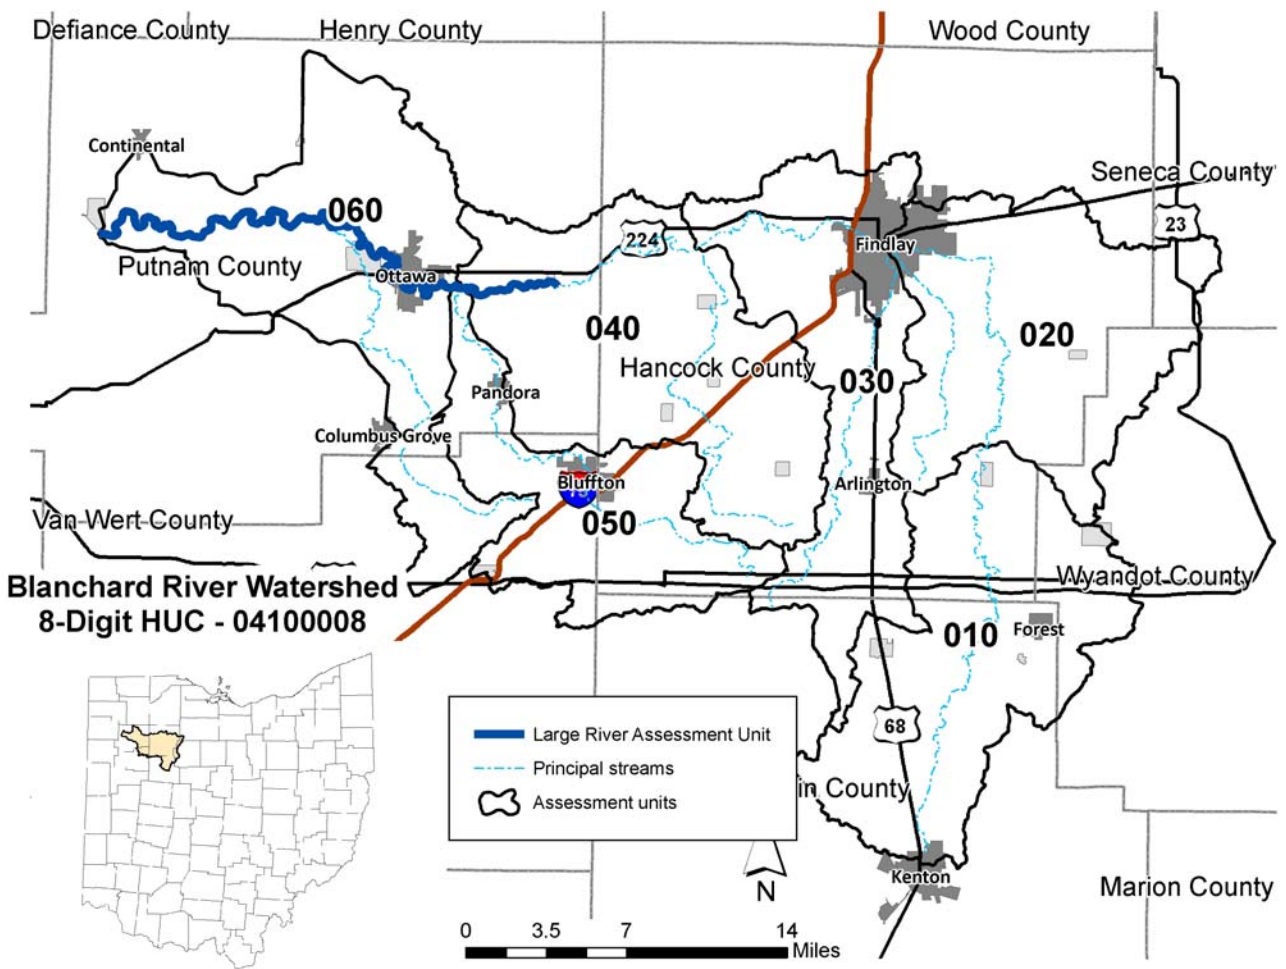 Defiance County
Henry County
Wood County
Continental
Seneca County
060
224
23
Findlay
Putnam County
Ottawa
040
020
Hancock County
030
Pandora
Columbus Grove
Bluffton
Arlington
050
Van Wert County
Wyandot County
Blanchard River Watershed
8-Digit HUC - 04100008
010
Forest
68
Large River Assessment Unit
Principal streams
Assessment units
in County
Kenton
N
Marion County
0 3.5 7 14
Miles